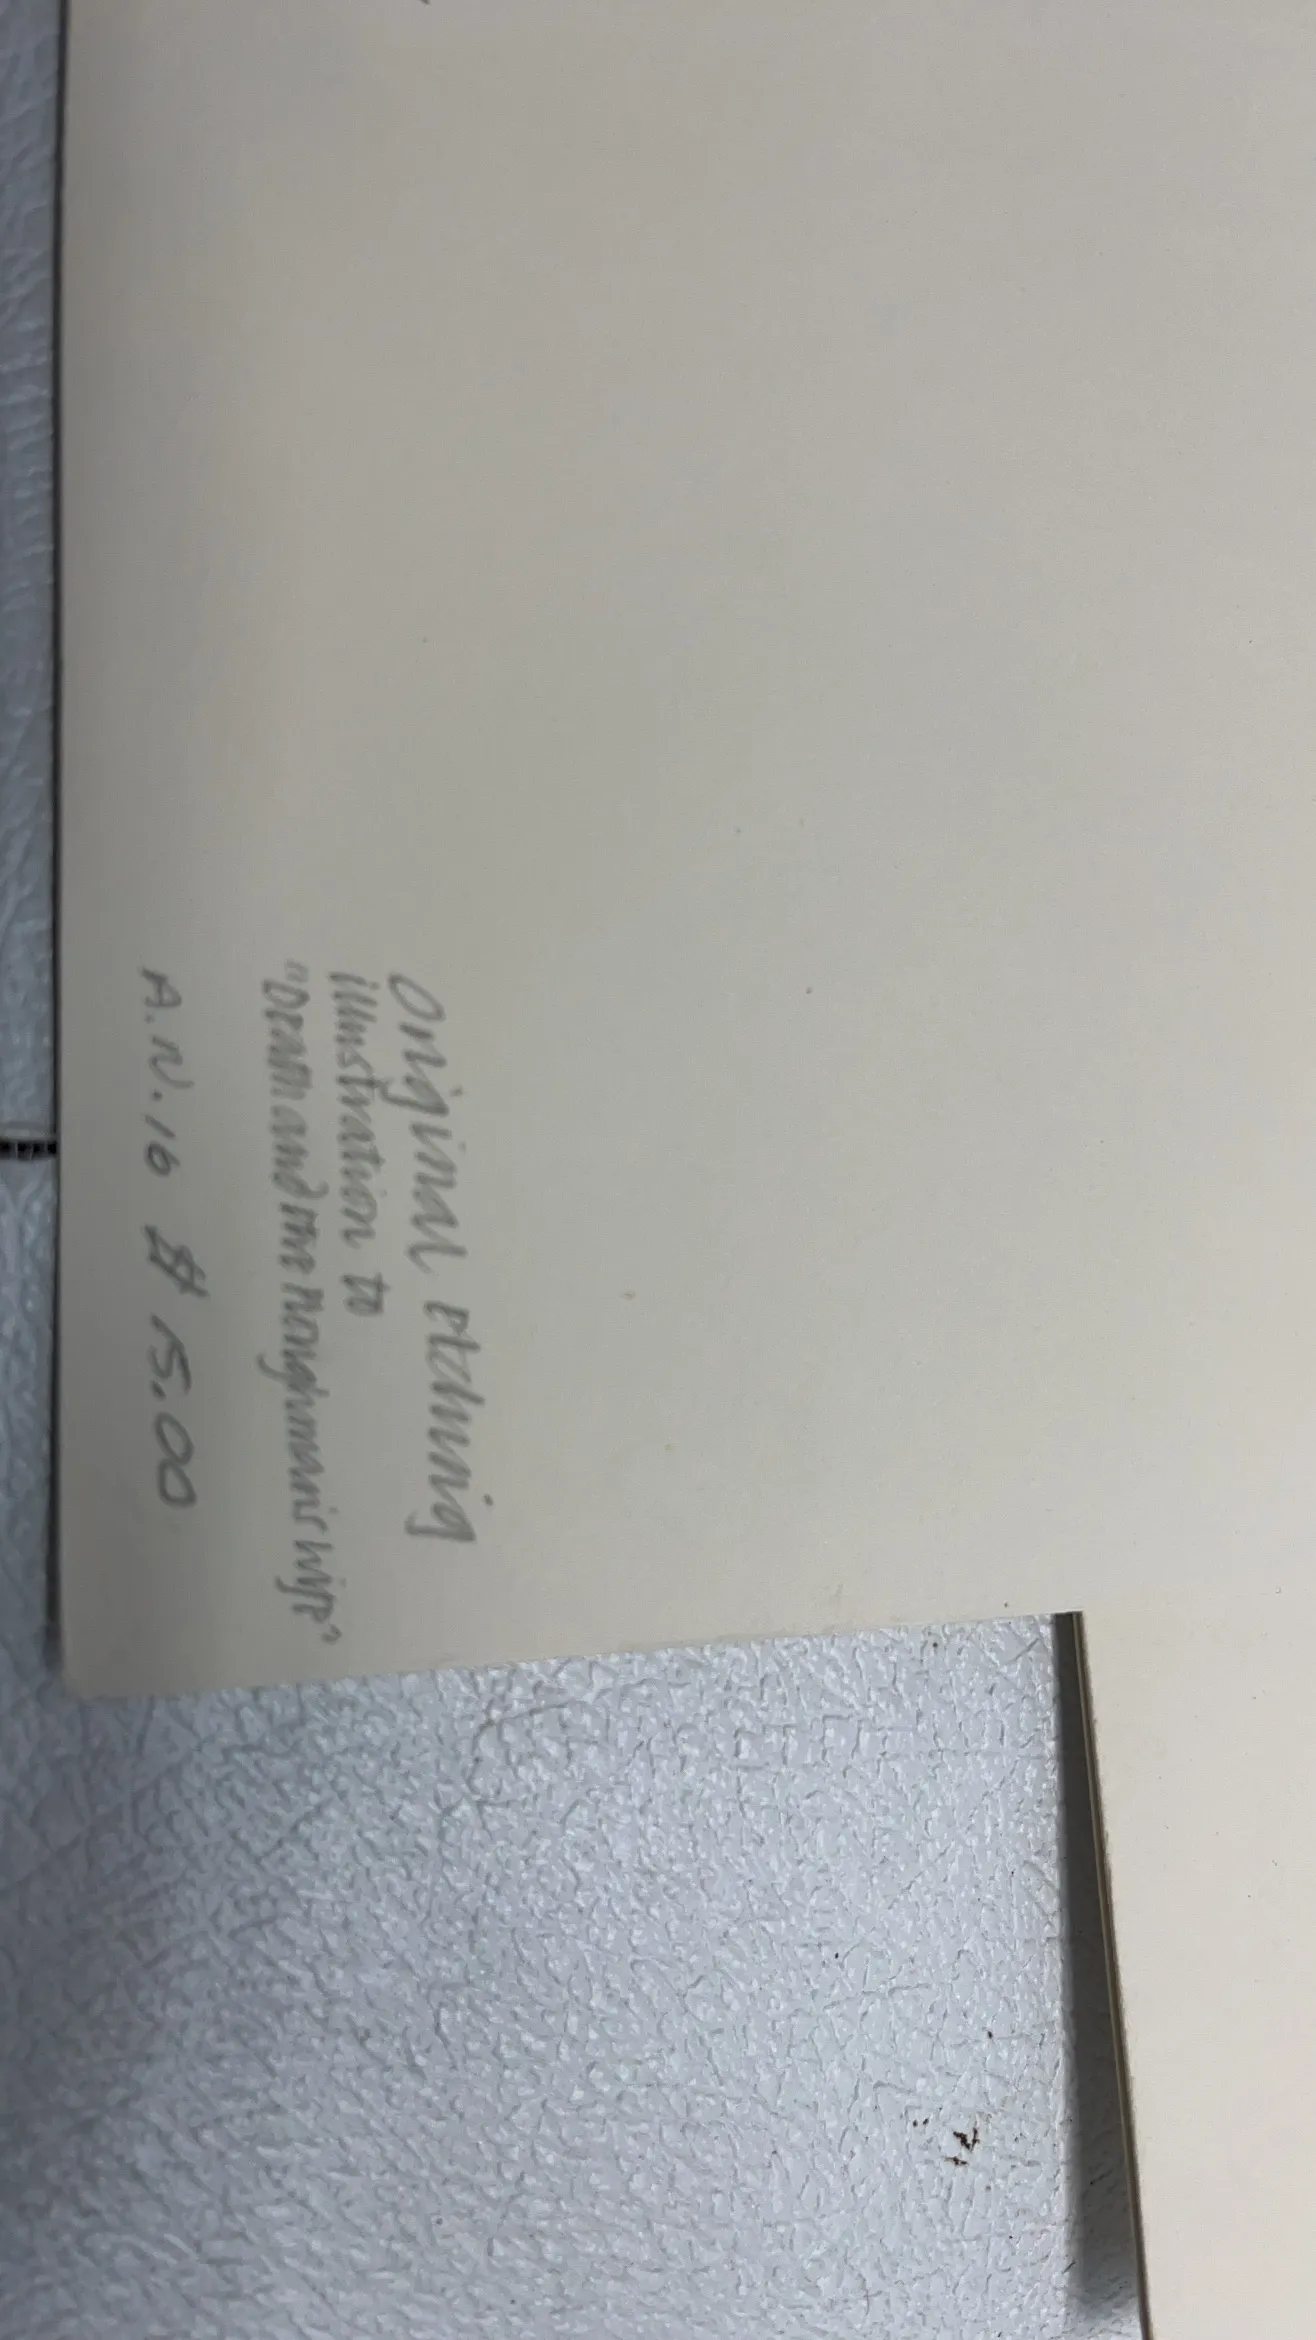 Original etching
illustration to
"Death and the Ploughman's Wife"
A.N. 16 $ 15.00